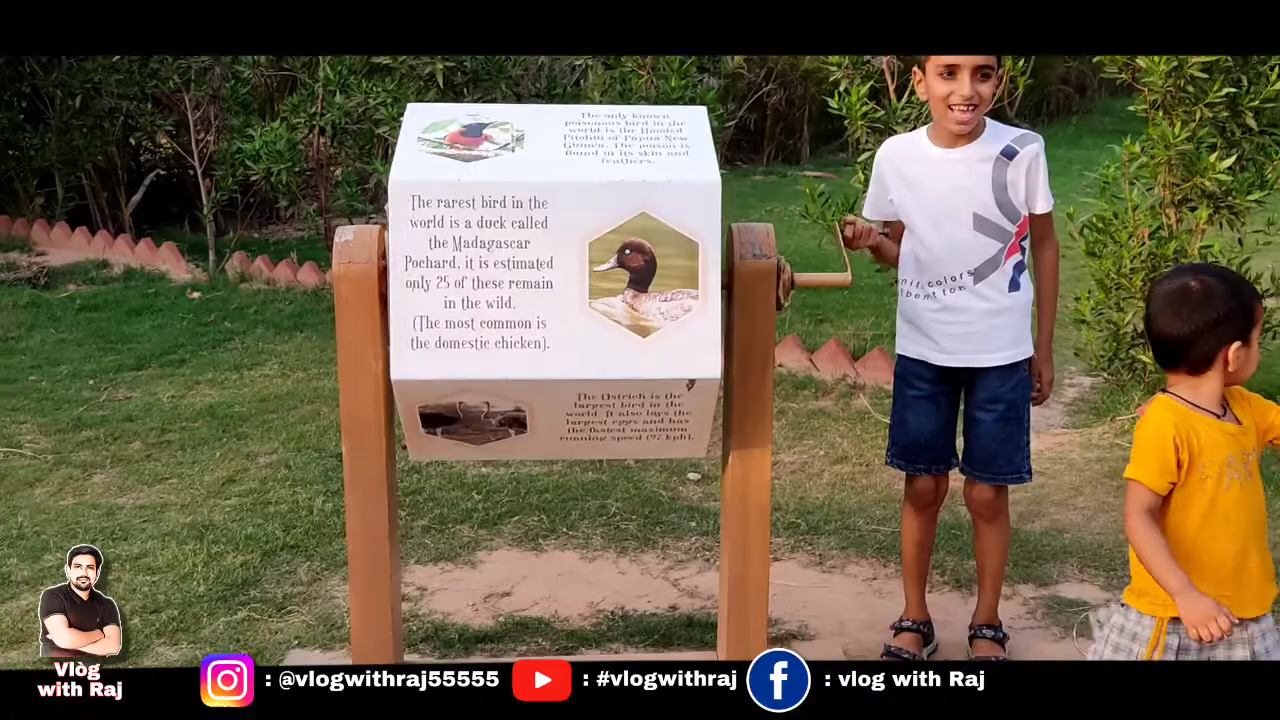 The only known
poisonous bird in the
world is the Hooded
Pitohui of Papua New
Guinea. The poison is
found in its skin and
feathers.
The rarest bird in the
world is a duck called
the Madagascar
Pochard, it is estimated
only 25 of these remain
in the wild.
(The most common is
the domestic chicken).
The Ostrich is the
largest bird in the
world. It also lays the
largest eggs and has
the fastest maximum
running speed (97 kph).
colors
Vlòg
with Raj
: @vlogwithraj55555
: #vlogwithraj
: vlog with Raj